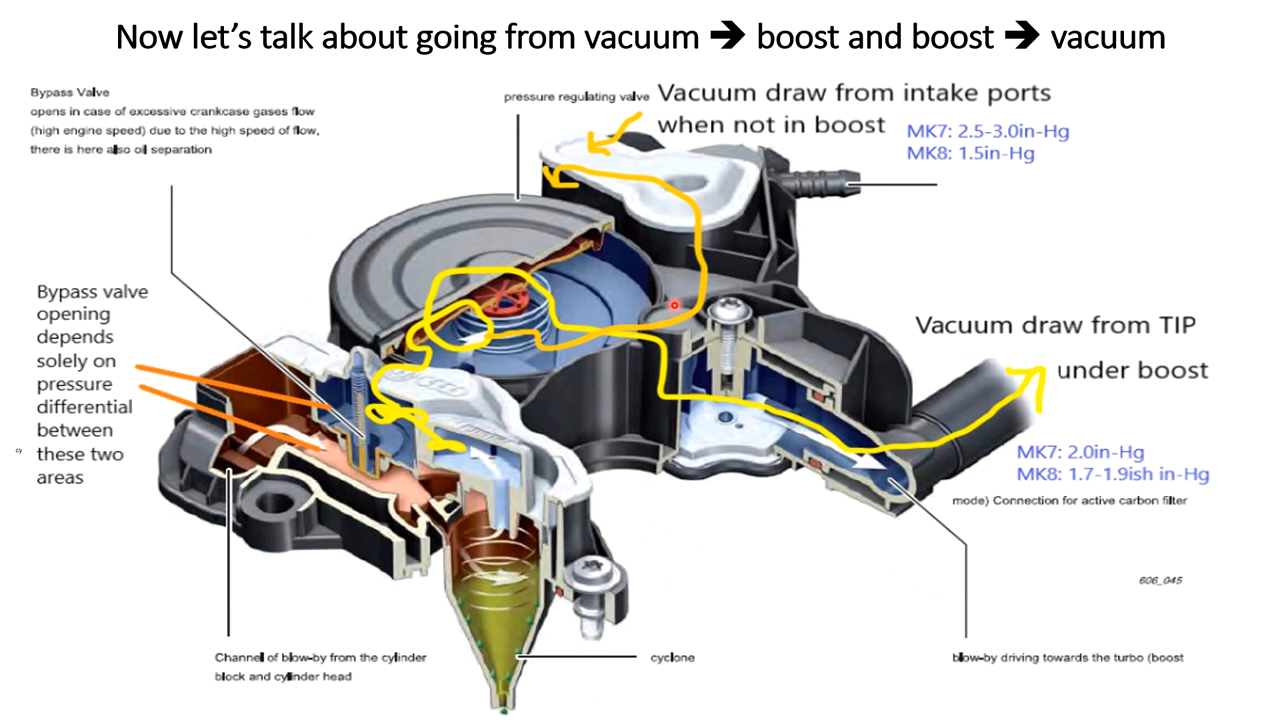 Now let's talk about going from vacuum ➔ boost and boost ➔ vacuum
Bypass Valve
opens in case of excessive crankcase gases flow
(high engine speed) due to the high speed of flow,
there is here also oil separation
pressure regulating valve
Vacuum draw from intake ports
when not in boost
MK7: 2.5-3.0in-Hg
MK8: 1.5in-Hg
Bypass valve
opening
depends
solely on
pressure
differential
between
these two
areas
cy
Vacuum draw from TIP
under boost
MK7: 2.0in-Hg
MK8: 1.7-1.9ish in-Hg
mode) Connection for active carbon filter
606_045
Channel of blow-by from the cylinder
block and cylinder head
cyclone
blow-by driving towards the turbo (boost